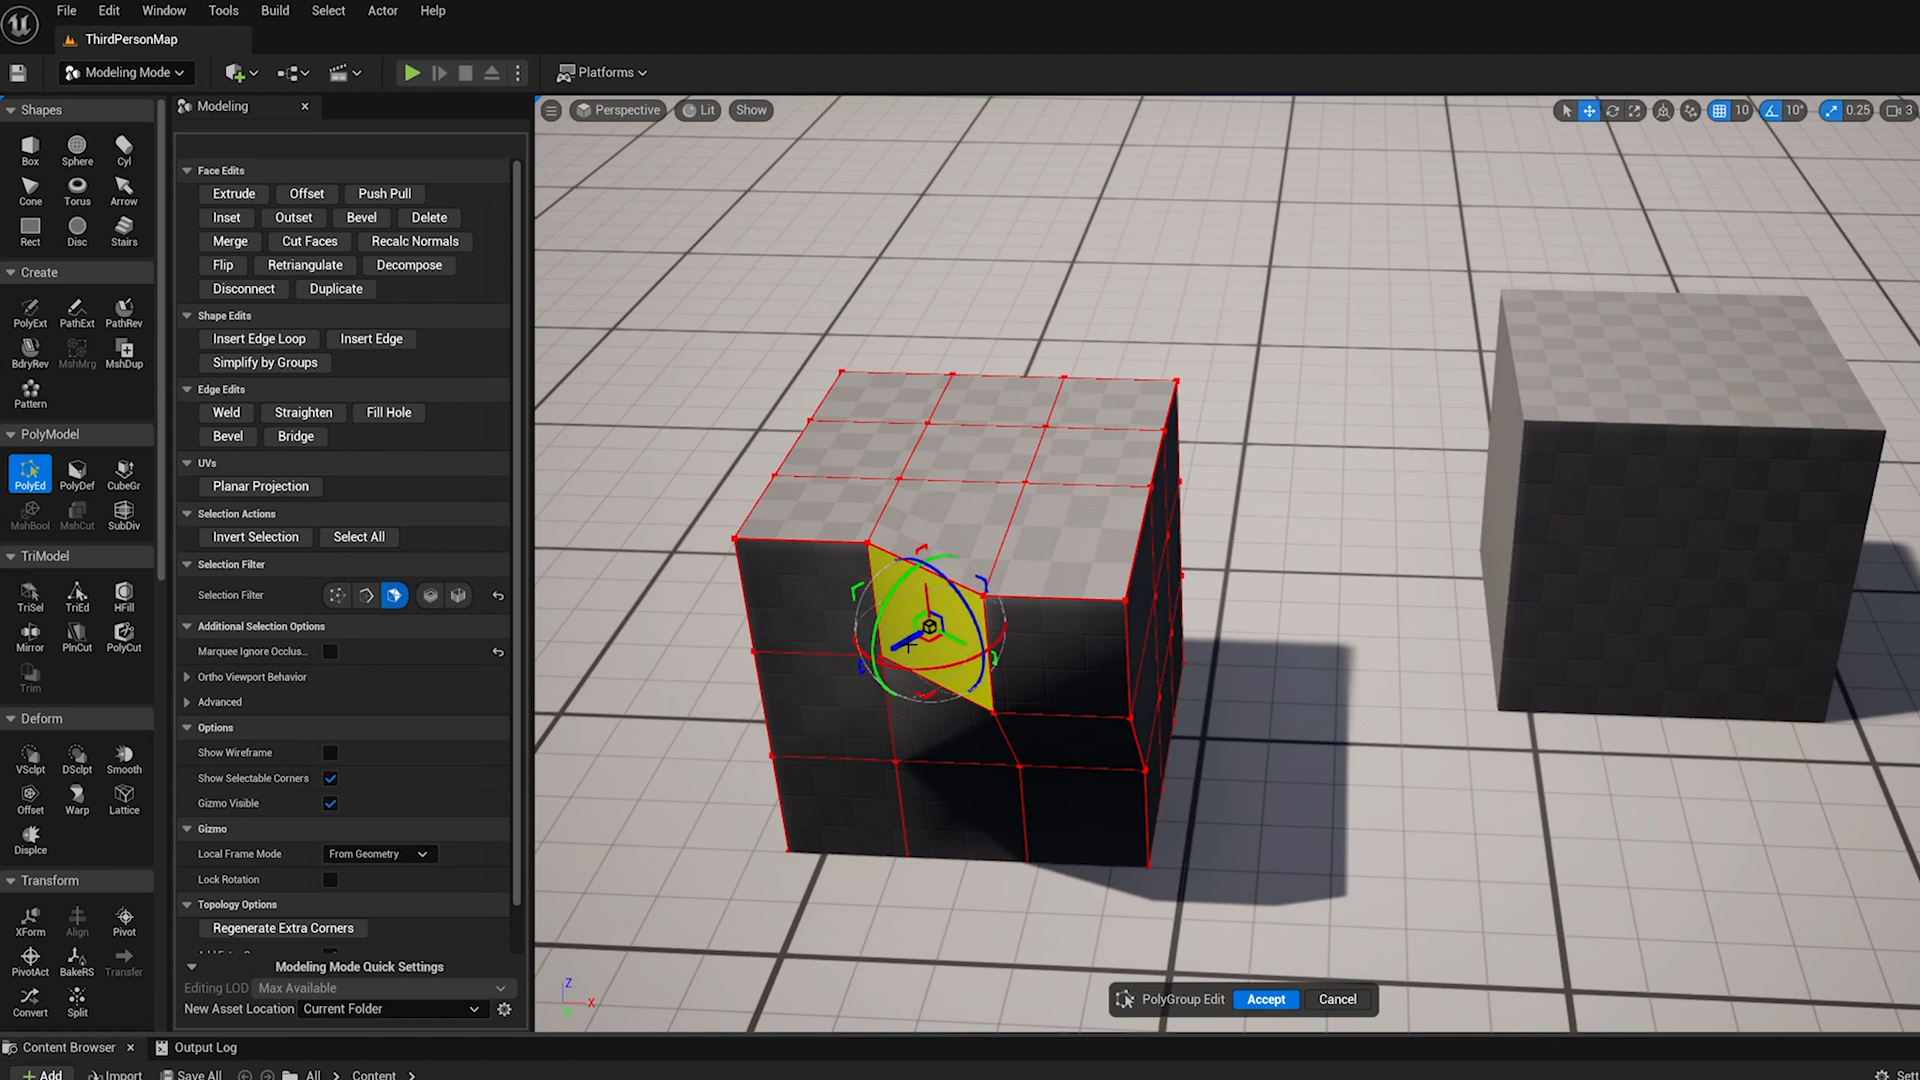 File Edit Window Tools Build Select Actor Help
ThirdPersonMap
Modeling Mode Platforms
Shapes
Box Sphere Cyl
Cone Torus Arrow
Rect Disc Stairs
Create
PolyExt PathExt PathRev
BdryRev MshMrg MshDup
Pattern
PolyModel
PolyEd PolyDef CubeGr
MshBool MshCut SubDiv
TriModel
TriSel TriEd HFill
Mirror PlnCut PolyCut
Trim
Deform
VSclpt DSclpt Smooth
Offset Warp Lattice
Displce
Transform
XForm Align Pivot
PivotAct BakeRS Transfer
Convert Split
Modeling
Face Edits
Extrude Offset Push Pull
Inset Outset Bevel Delete
Merge Cut Faces Recalc Normals
Flip Retriangulate Decompose
Disconnect Duplicate
Shape Edits
Insert Edge Loop Insert Edge
Simplify by Groups
Edge Edits
Weld Straighten Fill Hole
Bevel Bridge
UVs
Planar Projection
Selection Actions
Invert Selection Select All
Selection Filter
Selection Filter
Additional Selection Options
Marquee Ignore Occlus...
Ortho Viewport Behavior
Advanced
Options
Show Wireframe
Show Selectable Corners
Gizmo Visible
Gizmo
Local Frame Mode From Geometry
Lock Rotation
Topology Options
Regenerate Extra Corners
Modeling Mode Quick Settings
Editing LOD Max Available
New Asset Location Current Folder
Perspective Lit Show 10 10° 0.25 3
Z
X
Y
PolyGroup Edit Accept Cancel
Content Browser Output Log
Add Import Save All All Content Sett